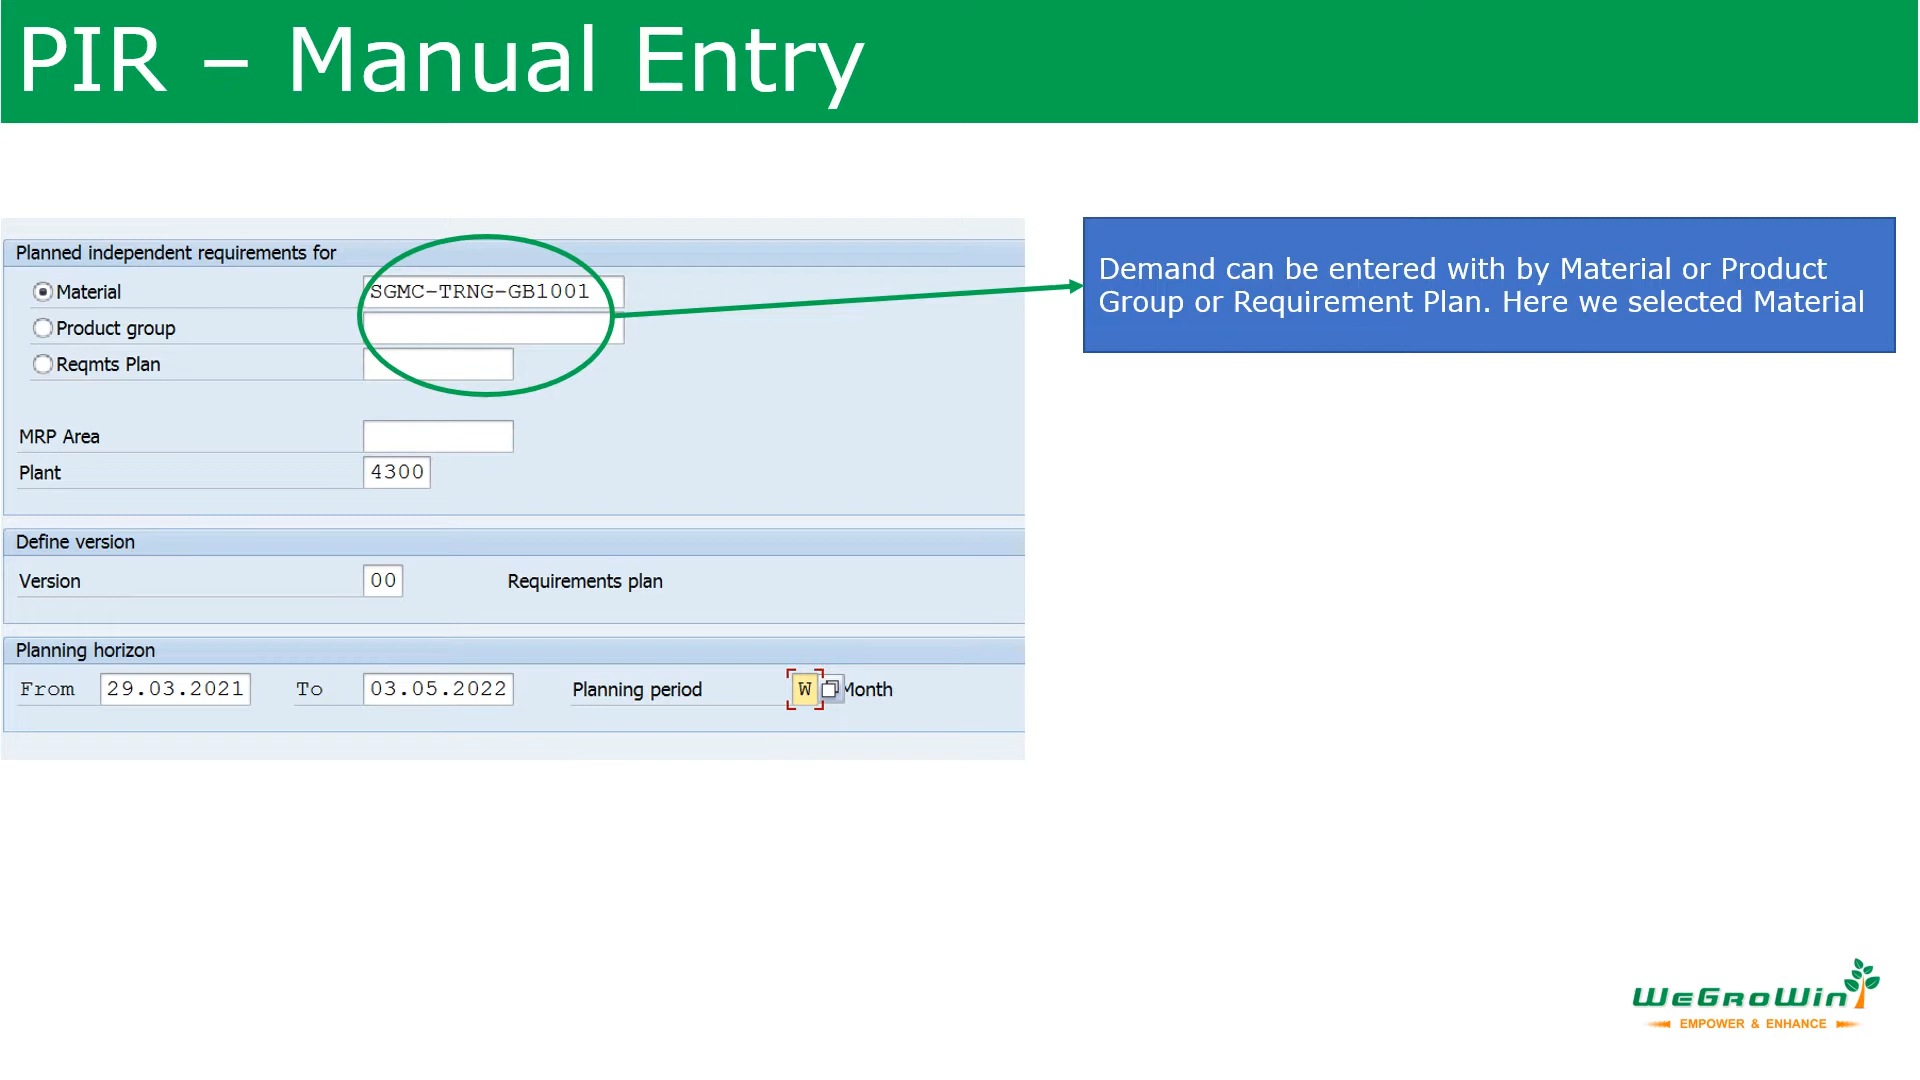 PIR – Manual Entry
Planned independent requirements for
Material SGMC-TRNG-GB1001
Product group
Reqmts Plan
MRP Area
Plant 4300
Define version
Version 00 Requirements plan
Planning horizon
From 29.03.2021 To 03.05.2022 Planning period W Month
Demand can be entered with by Material or Product
Group or Requirement Plan. Here we selected Material
WeGroWin
EMPOWER & ENHANCE